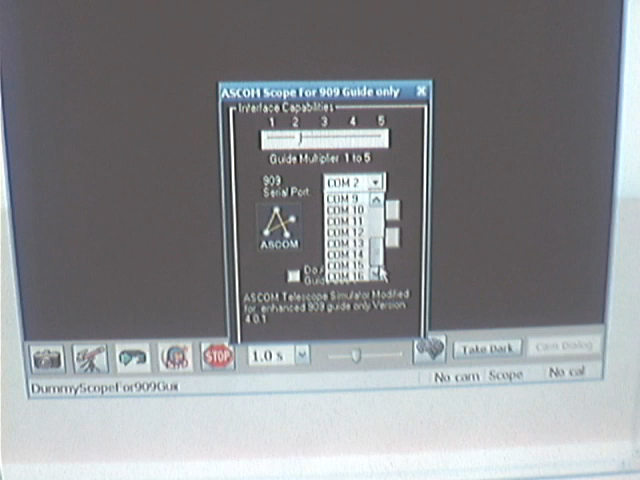 ASCOM Scope For 909 Guide only
Interface Capabilities
1 2 3 4 5
Guide Multiplier 1 to 5
909
Serial Port
COM 2
COM 9
COM 10
COM 11
COM 12
COM 13
COM 14
COM 15
COM 16
ASCOM
Do
Guid
ASCOM Telescope Simulator Modified
for enhanced 909 guide only Version
4.0.1
STOP
1.0 s
Take Dark
Cam Dialog
DummyScopeFor909Gui
No cam
Scope
No cal